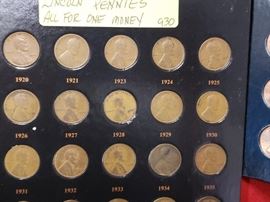 LINCOLN PENNIES
ALL FOR ONE MONEY 930
1920 1921 1923 1924 1925
1926 1927 1928 1929 1930
1931 1932 1933 1934 1935